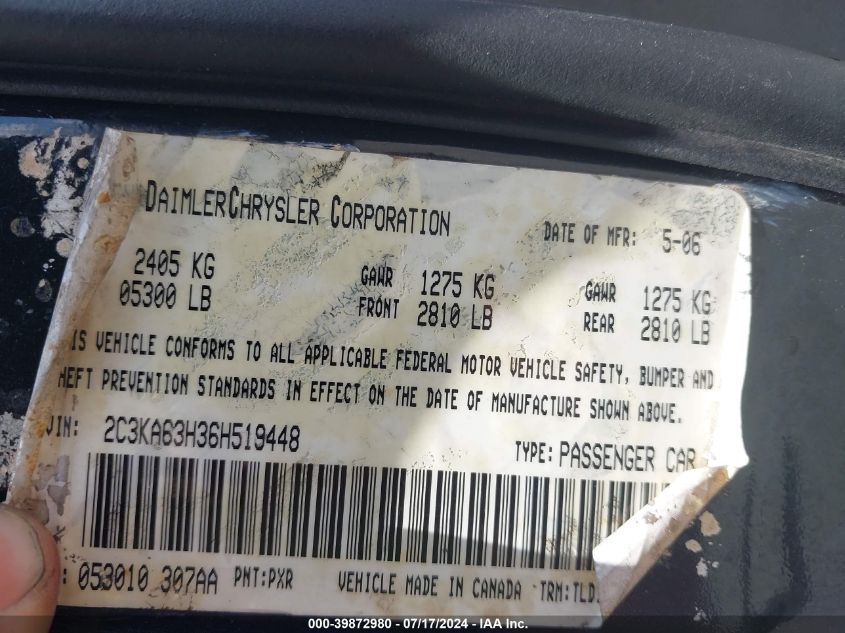 DAIMLERCHRYSLER CORPORATION
DATE OF MFR: 5-06
2405 KG GAWR 1275 KG GAWR 1275 KG
05300 LB FRONT 2810 LB REAR 2810 LB
IS VEHICLE CONFORMS TO ALL APPLICABLE FEDERAL MOTOR VEHICLE SAFETY, BUMPER AND
HEFT PREVENTION STANDARDS IN EFFECT ON THE DATE OF MANUFACTURE SHOWN ABOVE.
VIN: 2C3KA63H36H519448 TYPE: PASSENGER CAR
: 053010 307AA PNT:PXR VEHICLE MADE IN CANADA TRM:TLD.
000-39872980 - 07/17/2024 - IAA Inc.